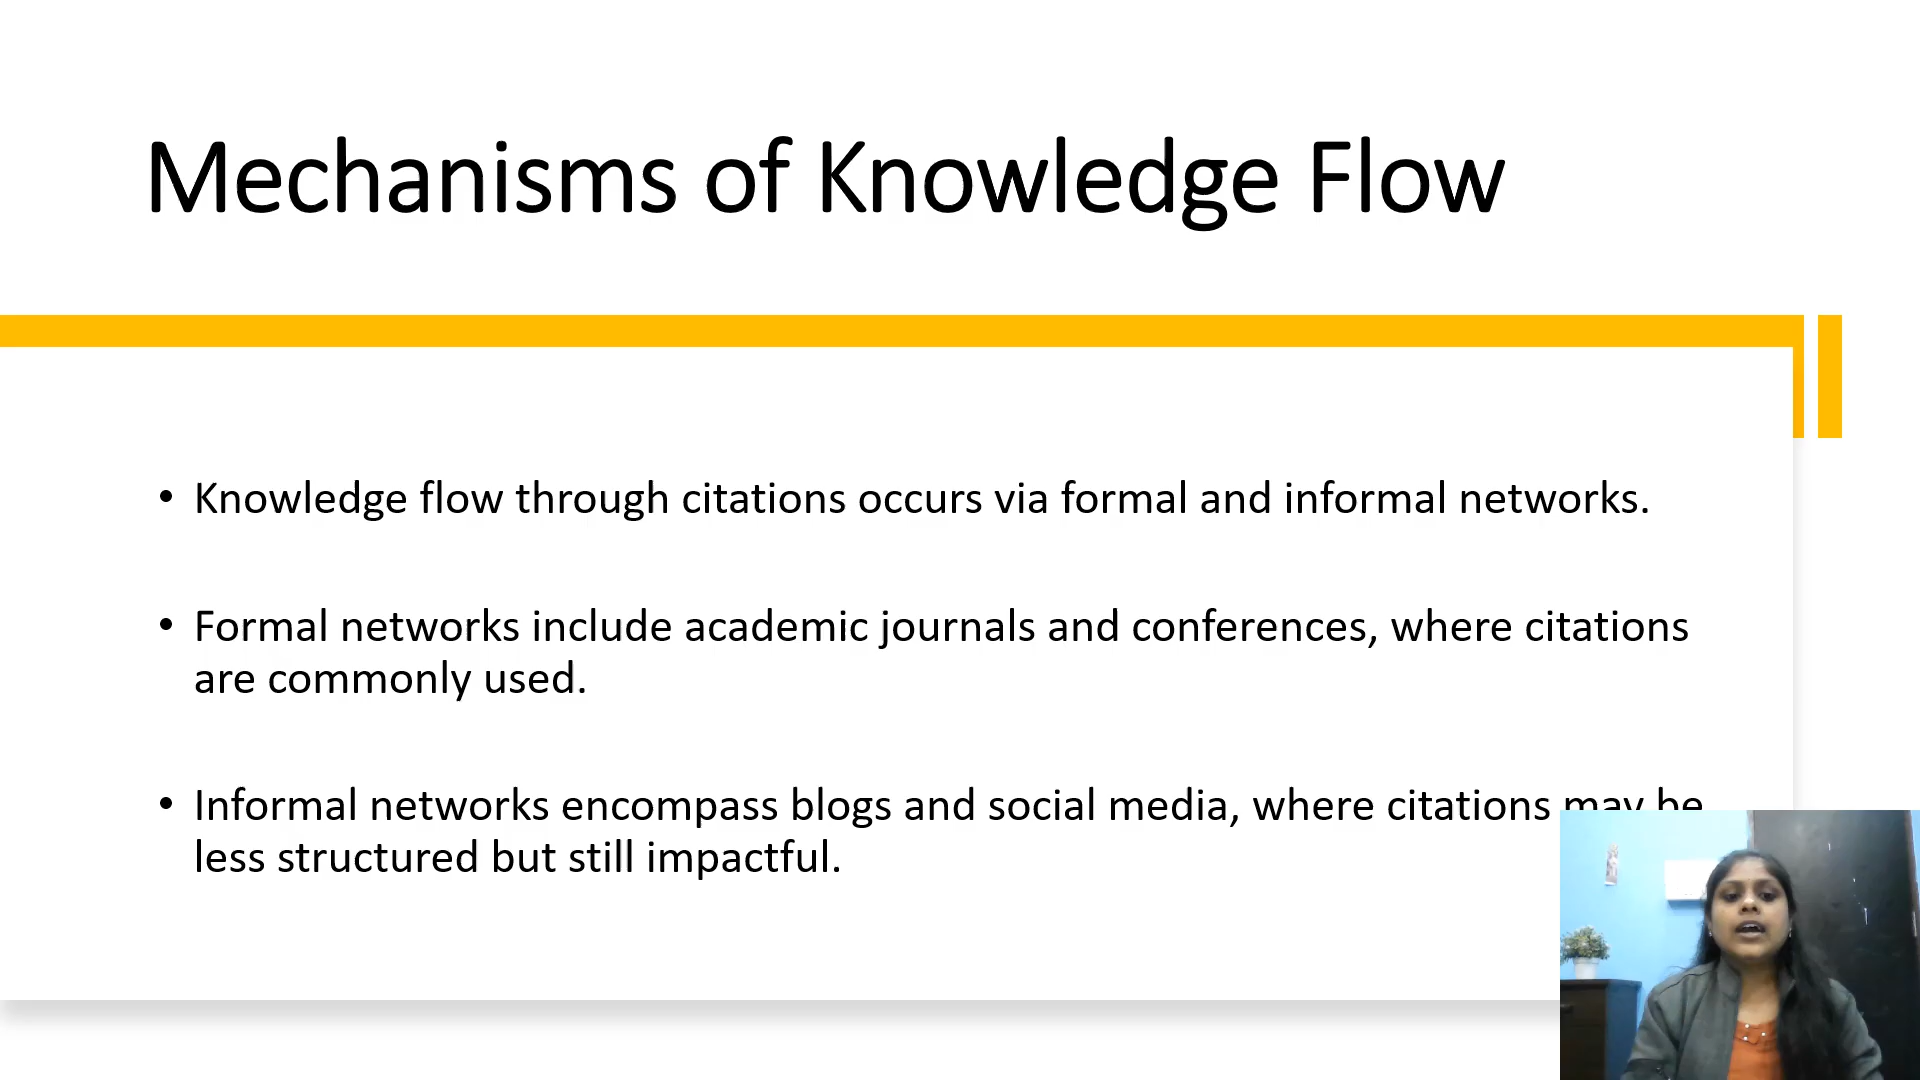 Mechanisms of Knowledge Flow
• Knowledge flow through citations occurs via formal and informal networks.
• Formal networks include academic journals and conferences, where citations
are commonly used.
• Informal networks encompass blogs and social media, where citations may be
less structured but still impactful.